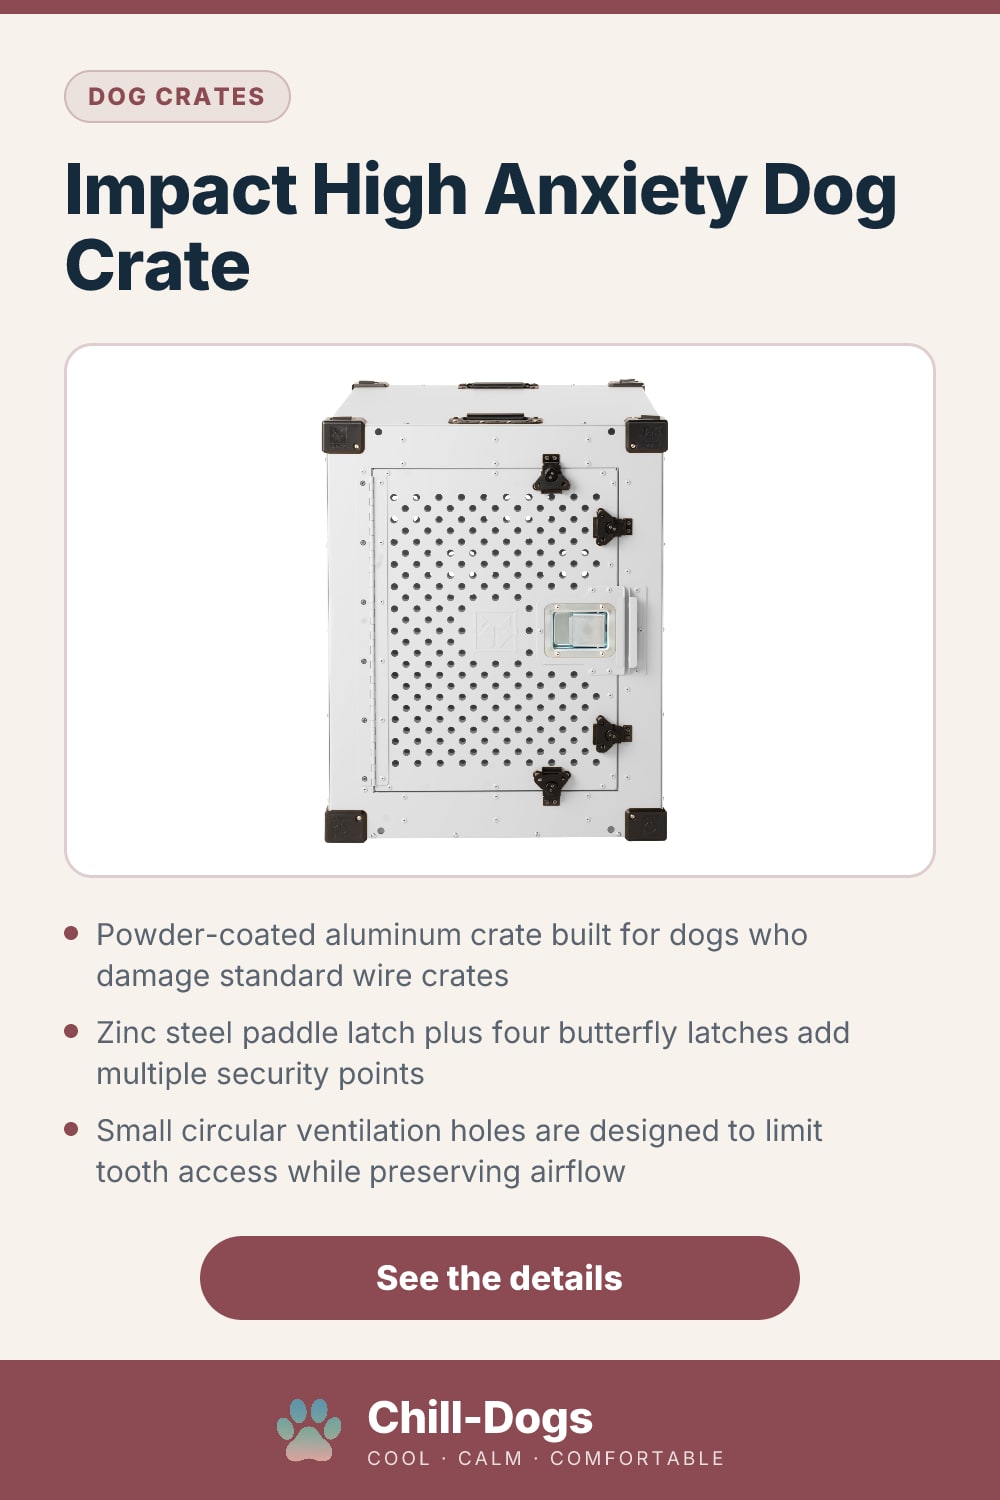 DOG CRATES
Impact High Anxiety Dog
Crate
Powder-coated aluminum crate built for dogs who
damage standard wire crates
Zinc steel paddle latch plus four butterfly latches add
multiple security points
Small circular ventilation holes are designed to limit
tooth access while preserving airflow
See the details
Chill-Dogs
COOL · CALM · COMFORTABLE